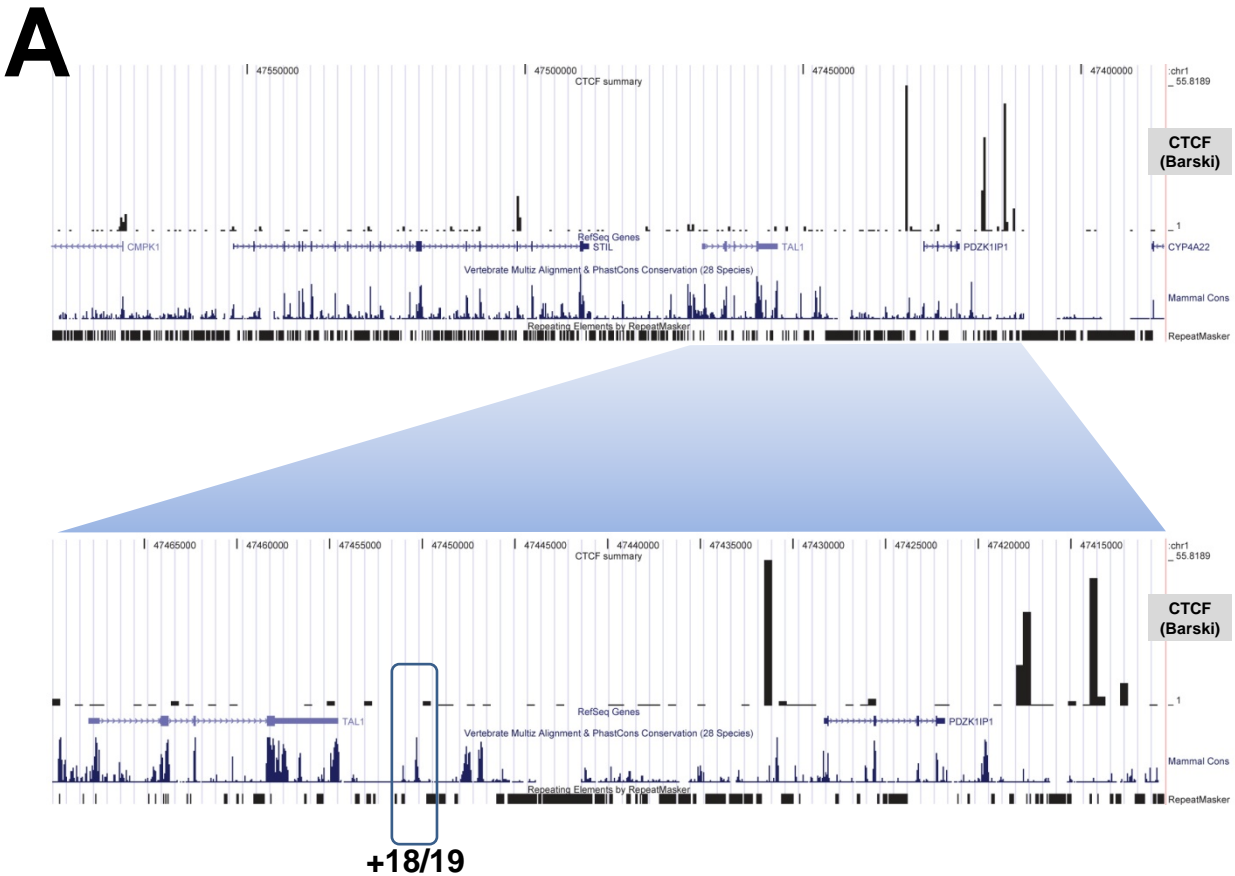 A
47550000 47500000 47450000 47400000 :chr1
CTCF summary
55.8189
CTCF
(Barski)
1
RefSeq Genes
CMPK1 STIL TAL1 PDZK1IP1 CYP4A22
Vertebrate Multiz Alignment & PhastCons Conservation (28 Species)
Mammal Cons
Repeating Elements by RepeatMasker
RepeatMasker
47465000 47460000 47455000 47450000 47445000 47440000 47435000 47430000 47425000 47420000 47415000 :chr1
CTCF summary
55.8189
CTCF
(Barski)
1
RefSeq Genes
TAL1 PDZK1IP1
Vertebrate Multiz Alignment & PhastCons Conservation (28 Species)
Mammal Cons
Repeating Elements by RepeatMasker
RepeatMasker
+18/19